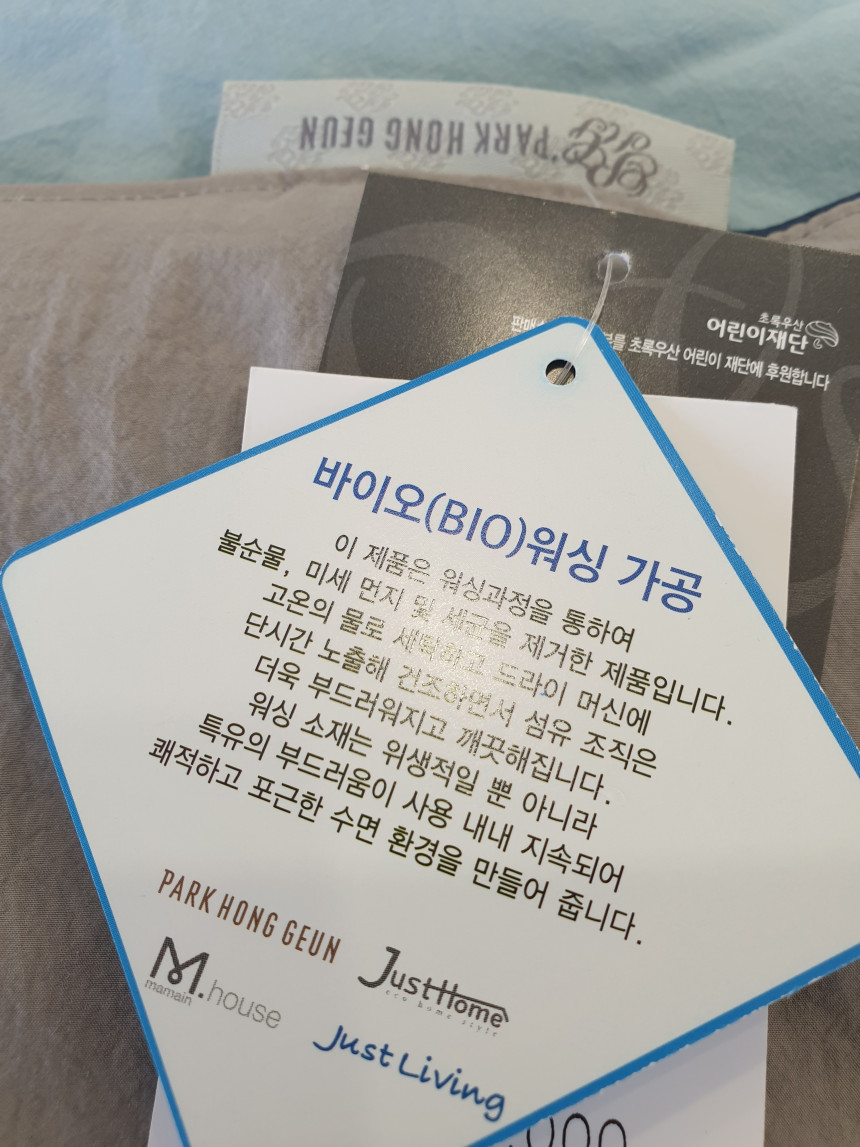 PARK HONG GEUN
초록우산
어린이재단
초록우산 어린이 재단에 후원합니다
바이오(BIO)워싱 가공
이 제품은 워싱과정을 통하여
불순물, 미세 먼지 및 세균을 제거한 제품입니다.
고온의 물로 세탁하고 드라이 머신에
단시간 노출해 건조하면서 섬유 조직은
더욱 부드러워지고 깨끗해집니다.
워싱 소재는 위생적일 뿐 아니라
특유의 부드러움이 사용 내내 지속되어
쾌적하고 포근한 수면 환경을 만들어 줍니다.
PARK HONG GEUN
M.house
mamain
JustHome
eco home style
Just Living